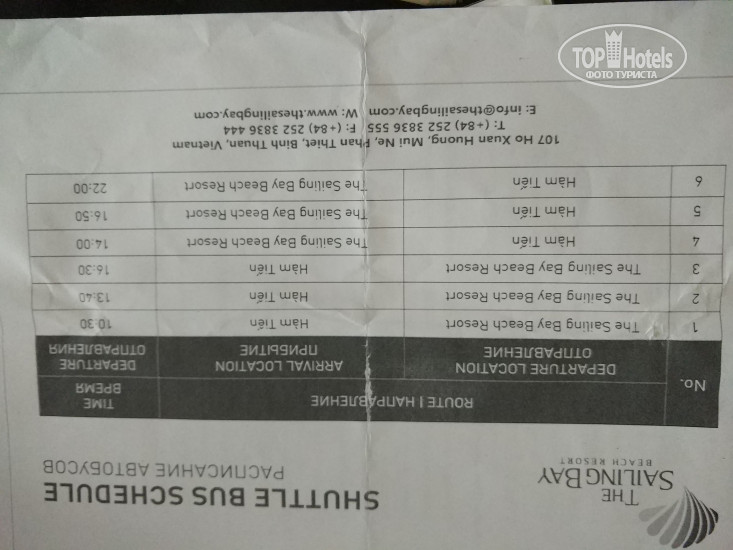 THE
SAILING BAY
BEACH RESORT
SHUTTLE BUS SCHEDULE
РАСПИСАНИЕ АВТОБУСОВ
No. ROUTE I НАПРАВЛЕНИЕ TIME
ВРЕМЯ
DEPARTURE LOCATION ARRIVAL LOCATION DEPARTURE
ОТПРАВЛЕНИЕ ПРИБЫТИЕ ОТПРАВЛЕНИЯ
1 The Sailing Bay Beach Resort Hàm Tiến 10:30
2 The Sailing Bay Beach Resort Hàm Tiến 13:40
3 The Sailing Bay Beach Resort Hàm Tiến 16:30
4 Hàm Tiến The Sailing Bay Beach Resort 14:00
5 Hàm Tiến The Sailing Bay Beach Resort 16:50
6 Hàm Tiến The Sailing Bay Beach Resort 22:00
107 Ho Xuan Huong, Mui Ne, Phan Thiet, Binh Thuan, Vietnam
T: (+84) 252 3836 555 F: (+84) 252 3836 444
E: info@thesailingbay.com W: www.thesailingbay.com
TOP Hotels
ФОТО ТУРИСТА